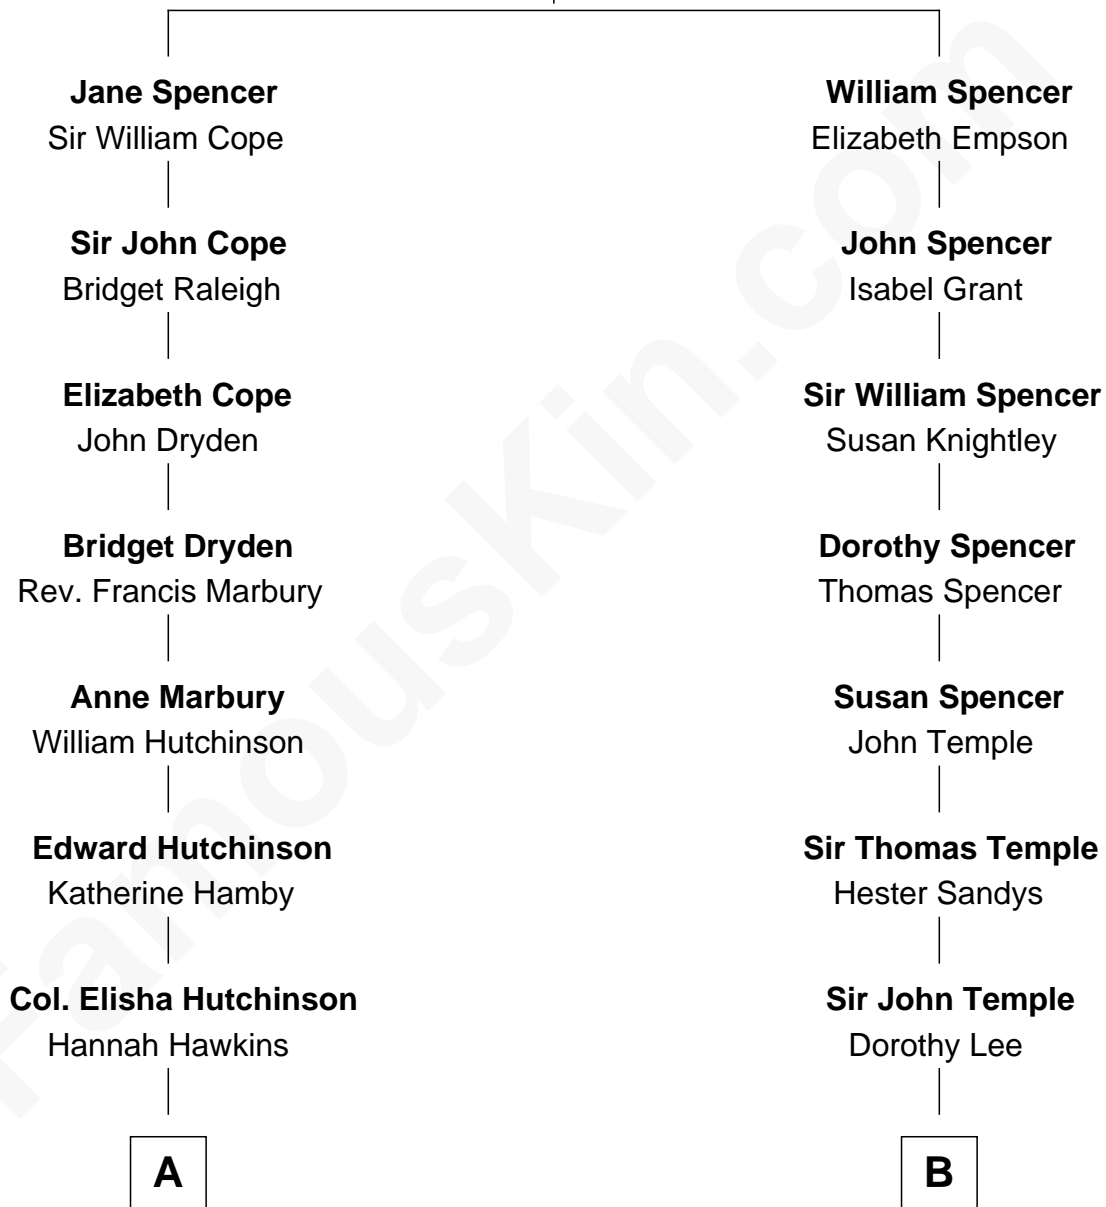 Jane Spencer
Sir William Cope
William Spencer
Elizabeth Empson
Sir John Cope
Bridget Raleigh
John Spencer
Isabel Grant
Elizabeth Cope
John Dryden
Sir William Spencer
Susan Knightley
Bridget Dryden
Rev. Francis Marbury
Dorothy Spencer
Thomas Spencer
Anne Marbury
William Hutchinson
Susan Spencer
John Temple
Edward Hutchinson
Katherine Hamby
Sir Thomas Temple
Hester Sandys
Col. Elisha Hutchinson
Hannah Hawkins
Sir John Temple
Dorothy Lee
A
B
FamousKin.com